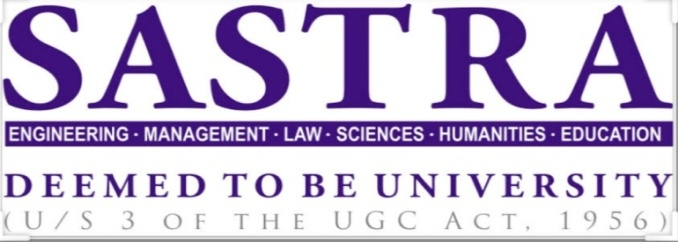 SASTRA
ENGINEERING · MANAGEMENT · LAW · SCIENCES · HUMANITIES · EDUCATION
DEEMED TO BE UNIVERSITY
(U/S 3 OF THE UGC ACT, 1956)